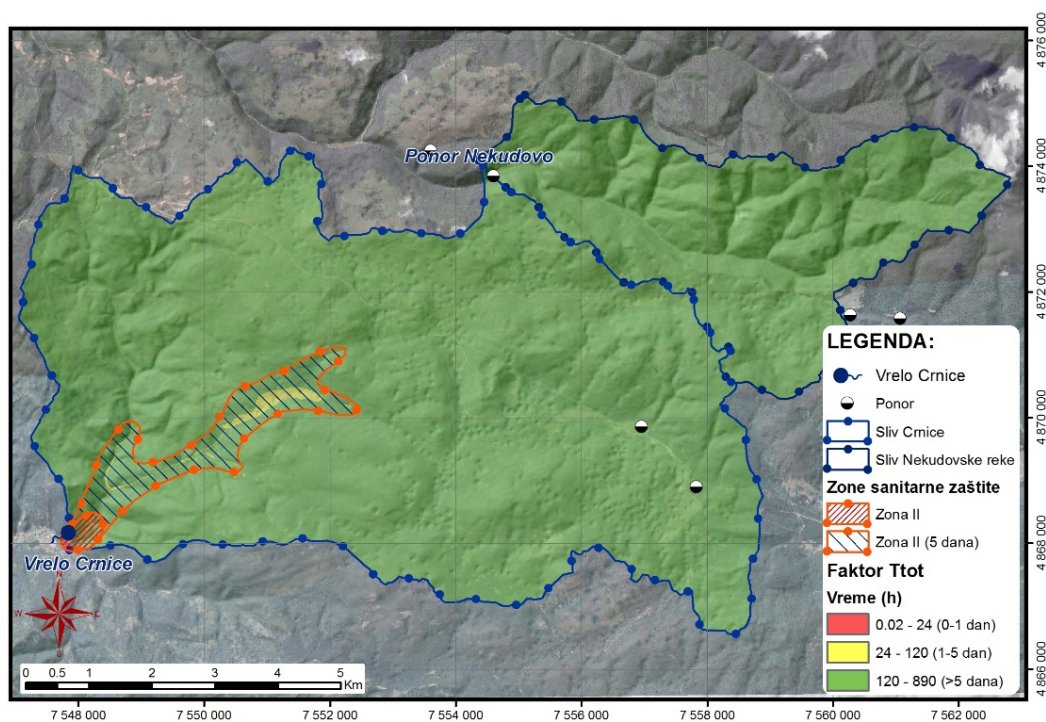 Ponor Nekudovo
Vrelo Crnice
N
W
E
S
0 0.5 1 2 3 4 5
Km
7 548 000
7 550 000
7 552 000
7 554 000
7 556 000
7 558 000
7 560 000
7 562 000
4 876 000
4 874 000
4 872 000
4 870 000
4 868 000
4 866 000
LEGENDA:
Vrelo Crnice
Ponor
Sliv Crnice
Sliv Nekudovske reke
Zone sanitarne zaštite
Zona II
Zona II (5 dana)
Faktor Ttot
Vreme (h)
0.02 - 24 (0-1 dan)
24 - 120 (1-5 dan)
120 - 890 (>5 dana)